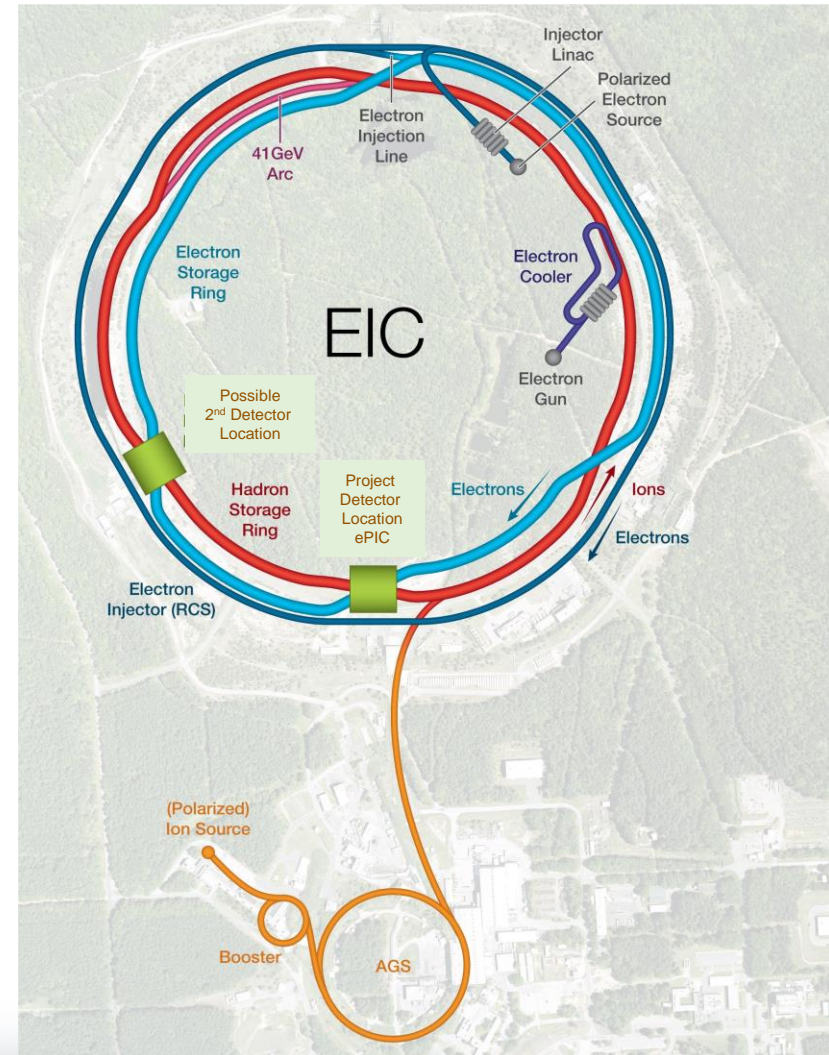 Injector
Linac
Polarized
Electron
Source
Electron
Injection
Line
41GeV
Arc
Electron
Storage
Ring
Electron
Cooler
EIC
Electron
Gun
Possible
2nd Detector
Location
Project
Detector
Location
ePIC
Hadron
Storage
Ring
Electrons
Ions
Electrons
Electron
Injector (RCS)
(Polarized)
Ion Source
Booster
AGS